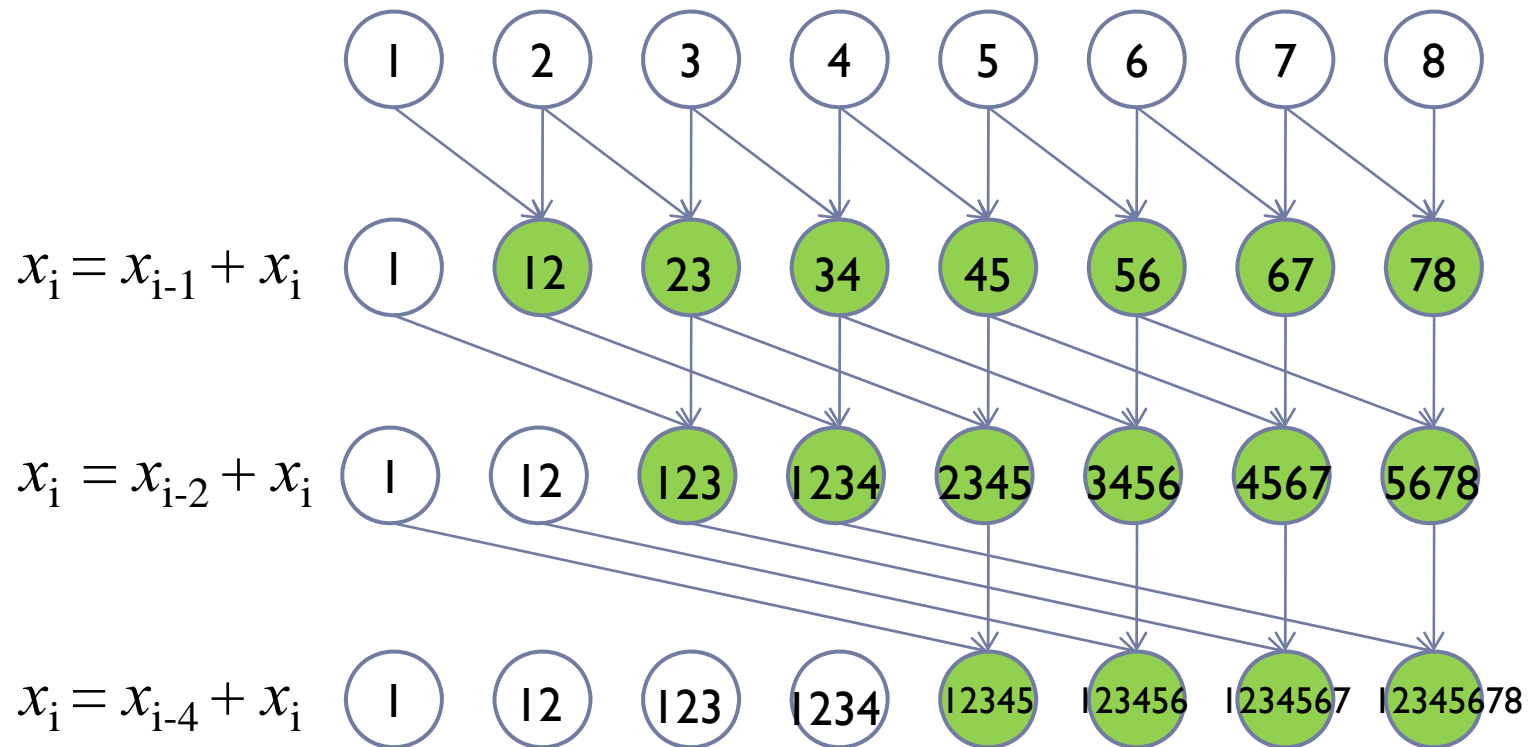 1 2 3 4 5 6 7 8
xᵢ = xᵢ₋₁ + xᵢ 1 12 23 34 45 56 67 78
xᵢ = xᵢ₋₂ + xᵢ 1 12 123 1234 2345 3456 4567 5678
xᵢ = xᵢ₋₄ + xᵢ 1 12 123 1234 12345 123456 1234567 12345678